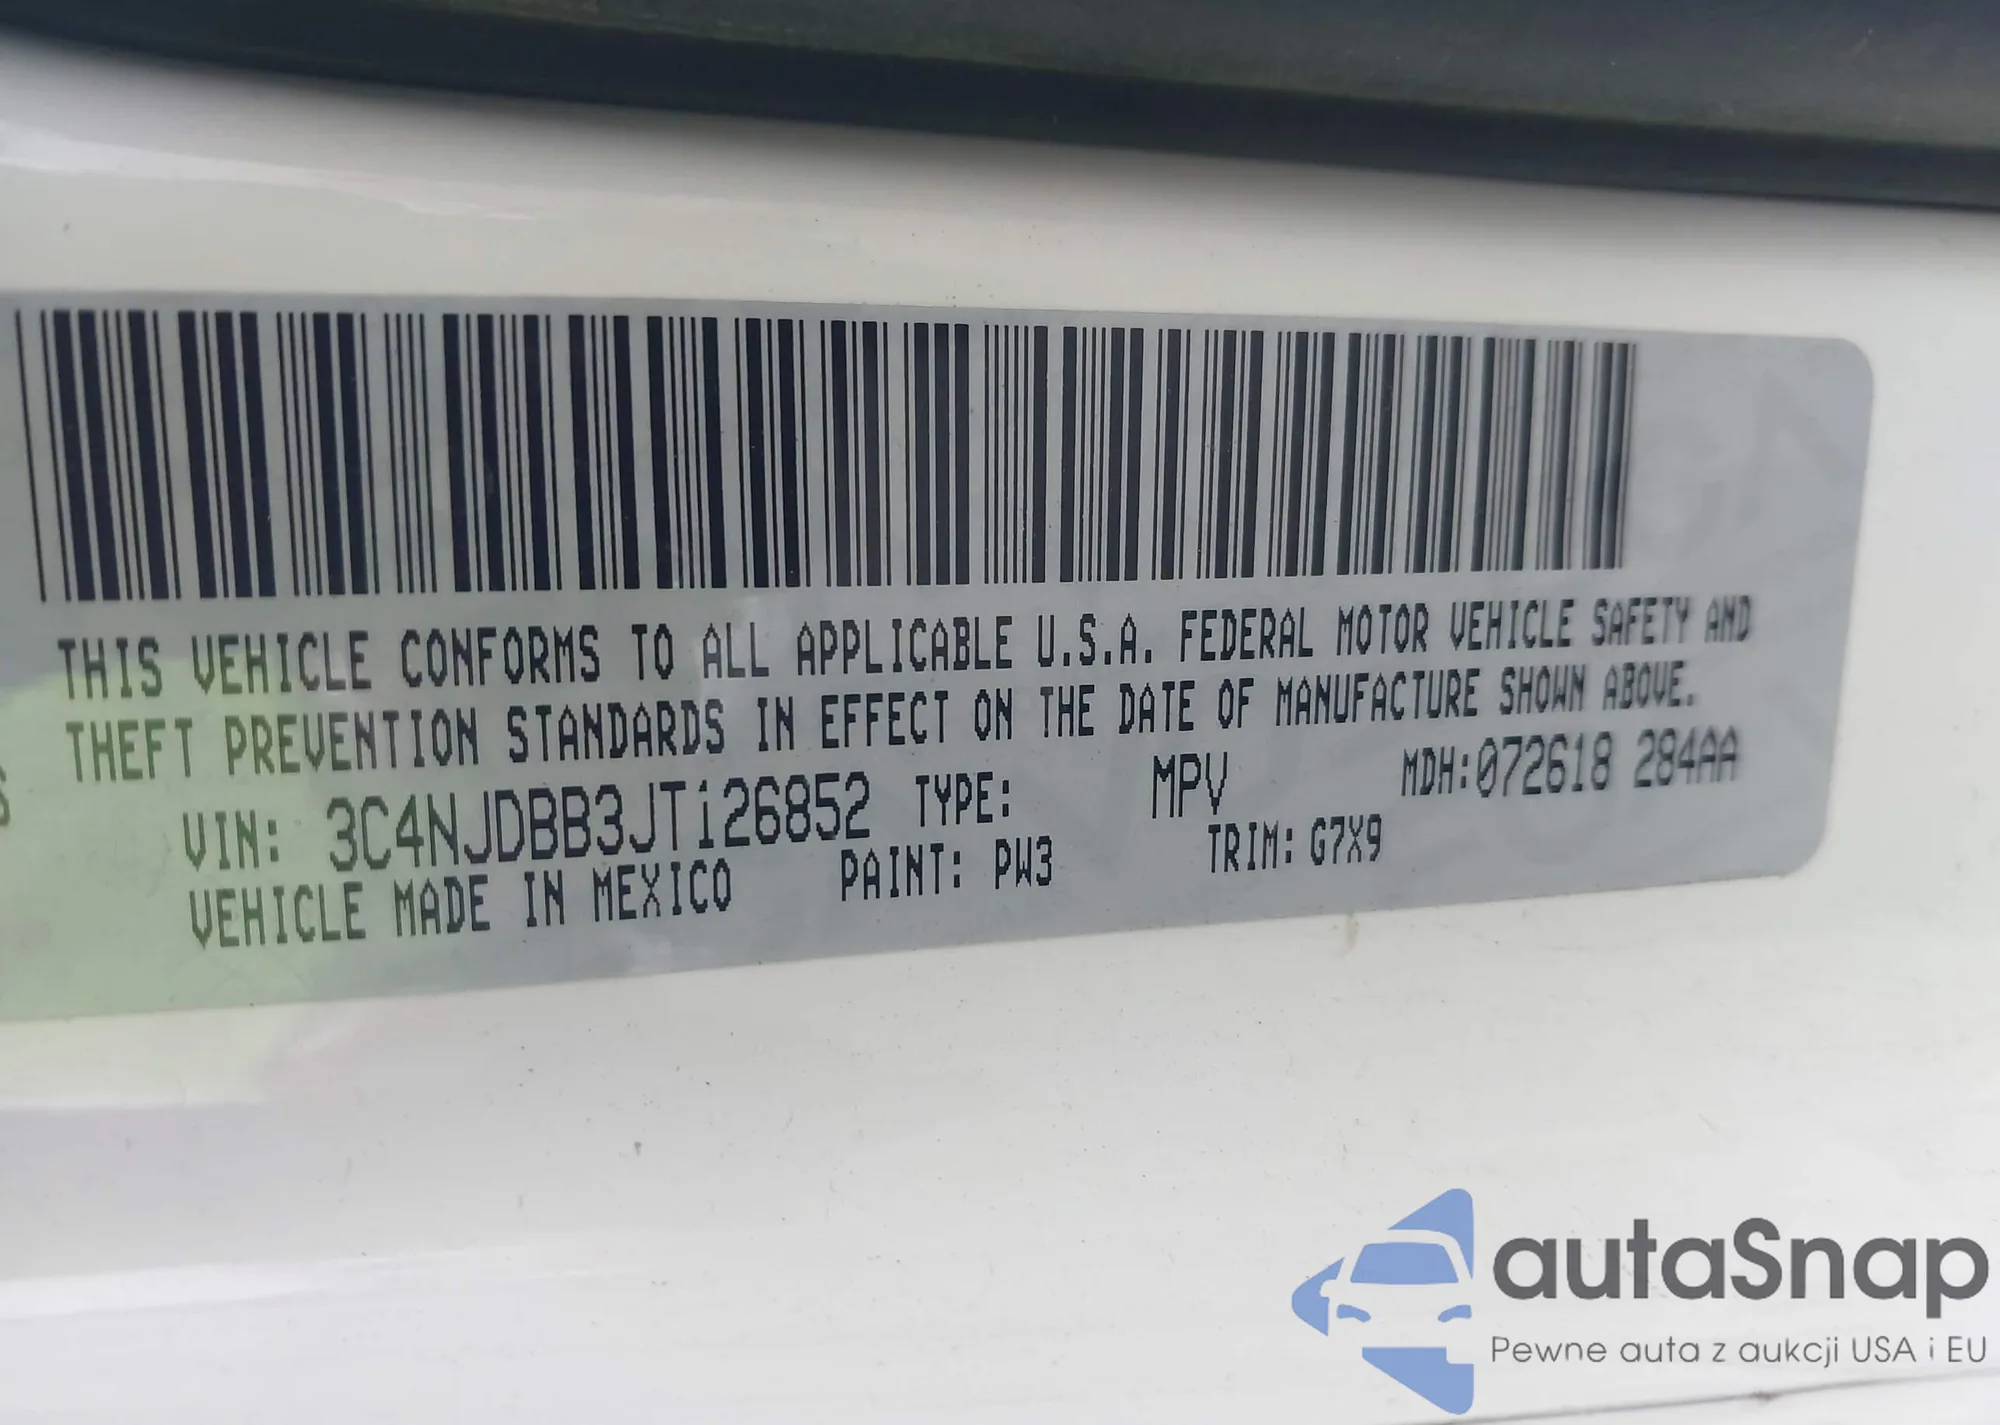 THIS VEHICLE CONFORMS TO ALL APPLICABLE U.S.A. FEDERAL MOTOR VEHICLE SAFETY AND
THEFT PREVENTION STANDARDS IN EFFECT ON THE DATE OF MANUFACTURE SHOWN ABOVE.
VIN: 3C4NJDBB3JT126852 TYPE: MPV MDH:072618 284AA
VEHICLE MADE IN MEXICO PAINT: PW3 TRIM: G7X9
autaSnap
Pewne auta z aukcji USA i EU